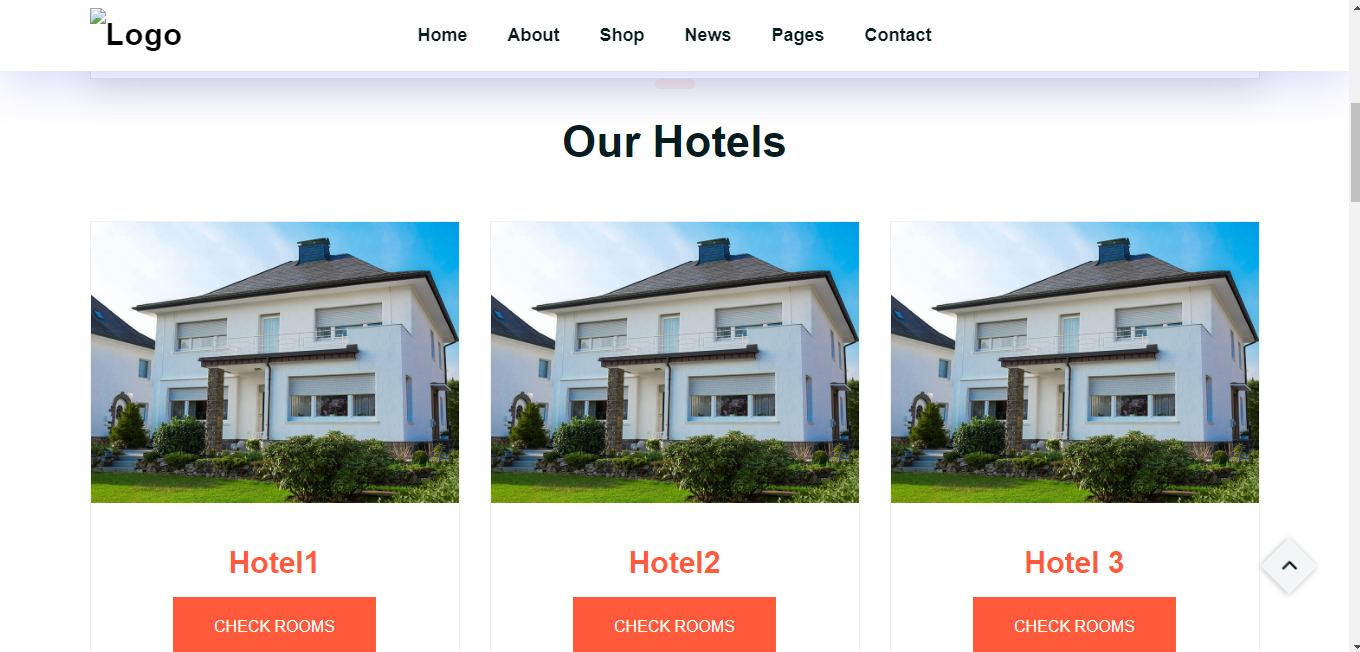 Logo
Home About Shop News Pages Contact
Our Hotels
Hotel1
CHECK ROOMS
Hotel2
CHECK ROOMS
Hotel 3
CHECK ROOMS